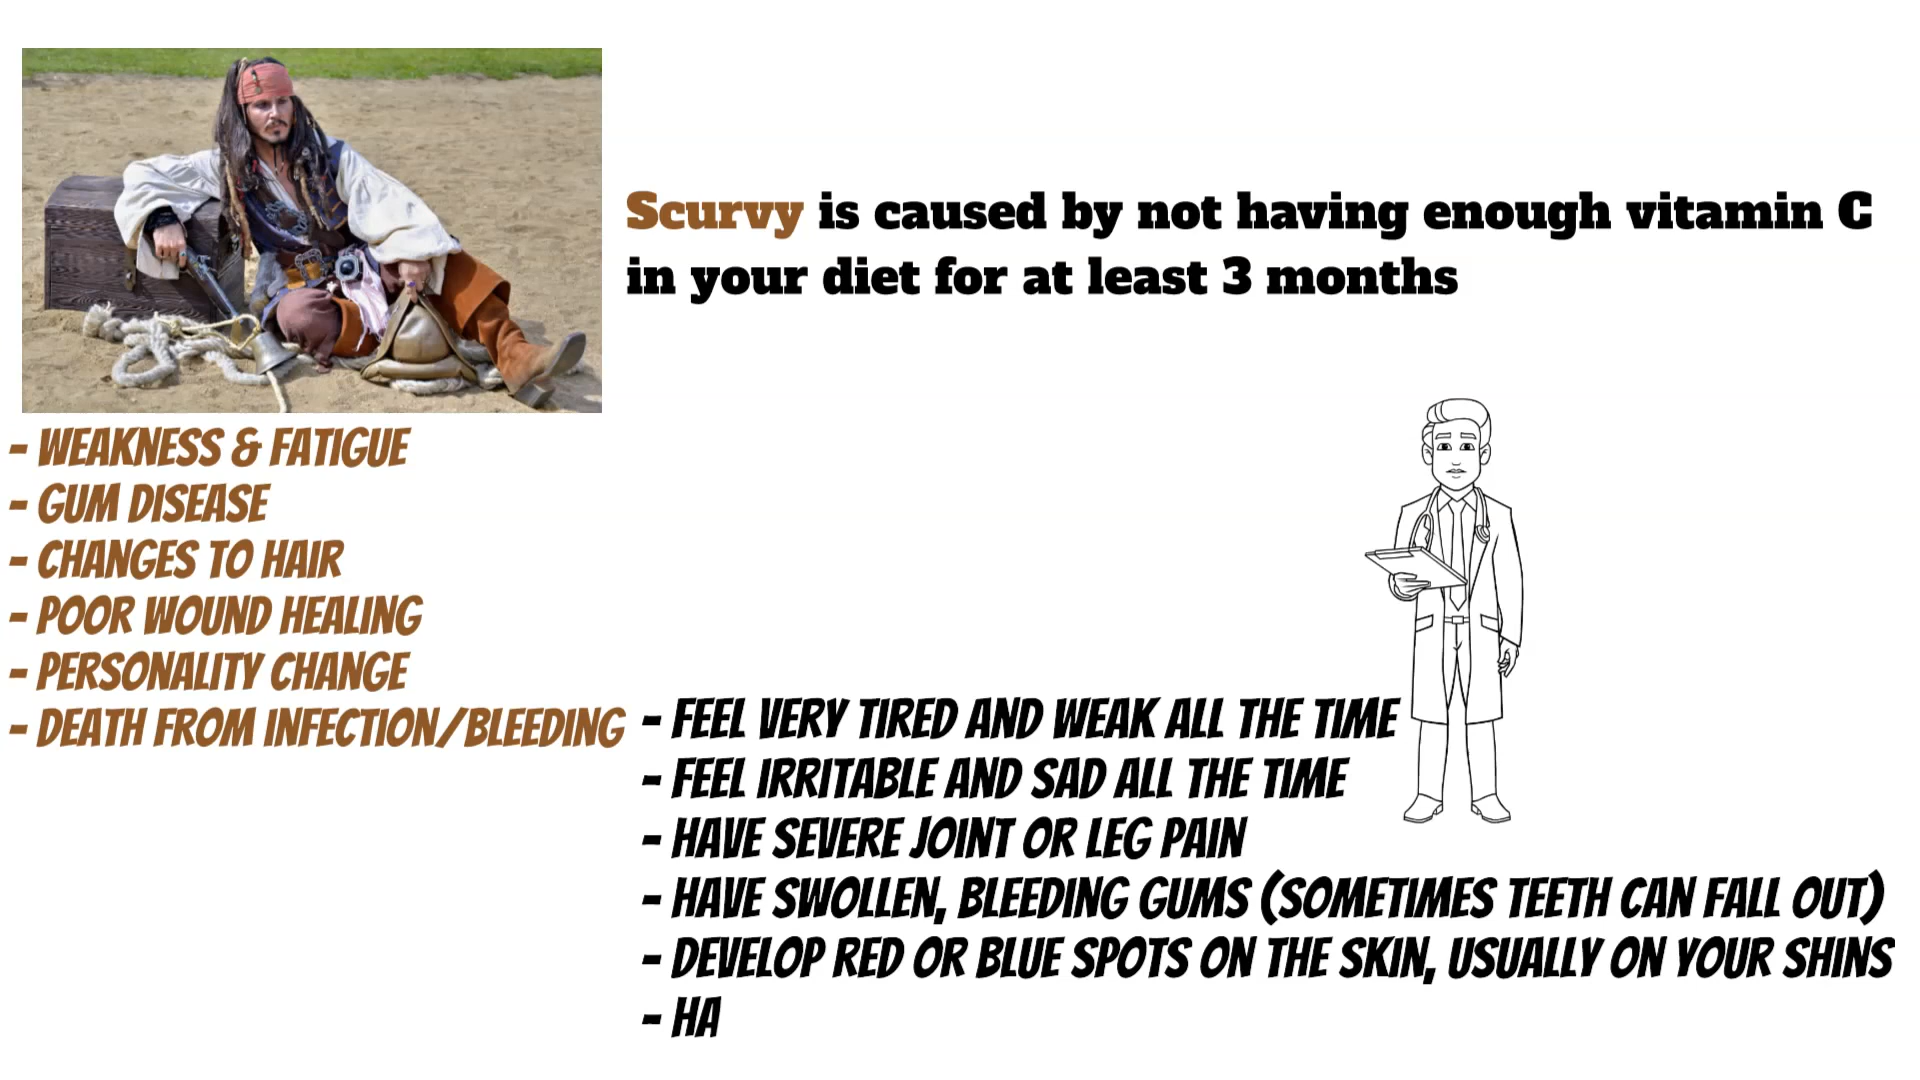 Scurvy is caused by not having enough vitamin C
in your diet for at least 3 months
- WEAKNESS & FATIGUE
- GUM DISEASE
- CHANGES TO HAIR
- POOR WOUND HEALING
- PERSONALITY CHANGE
- DEATH FROM INFECTION/BLEEDING
- FEEL VERY TIRED AND WEAK ALL THE TIME
- FEEL IRRITABLE AND SAD ALL THE TIME
- HAVE SEVERE JOINT OR LEG PAIN
- HAVE SWOLLEN, BLEEDING GUMS (SOMETIMES TEETH CAN FALL OUT)
- DEVELOP RED OR BLUE SPOTS ON THE SKIN, USUALLY ON YOUR SHINS
- HA